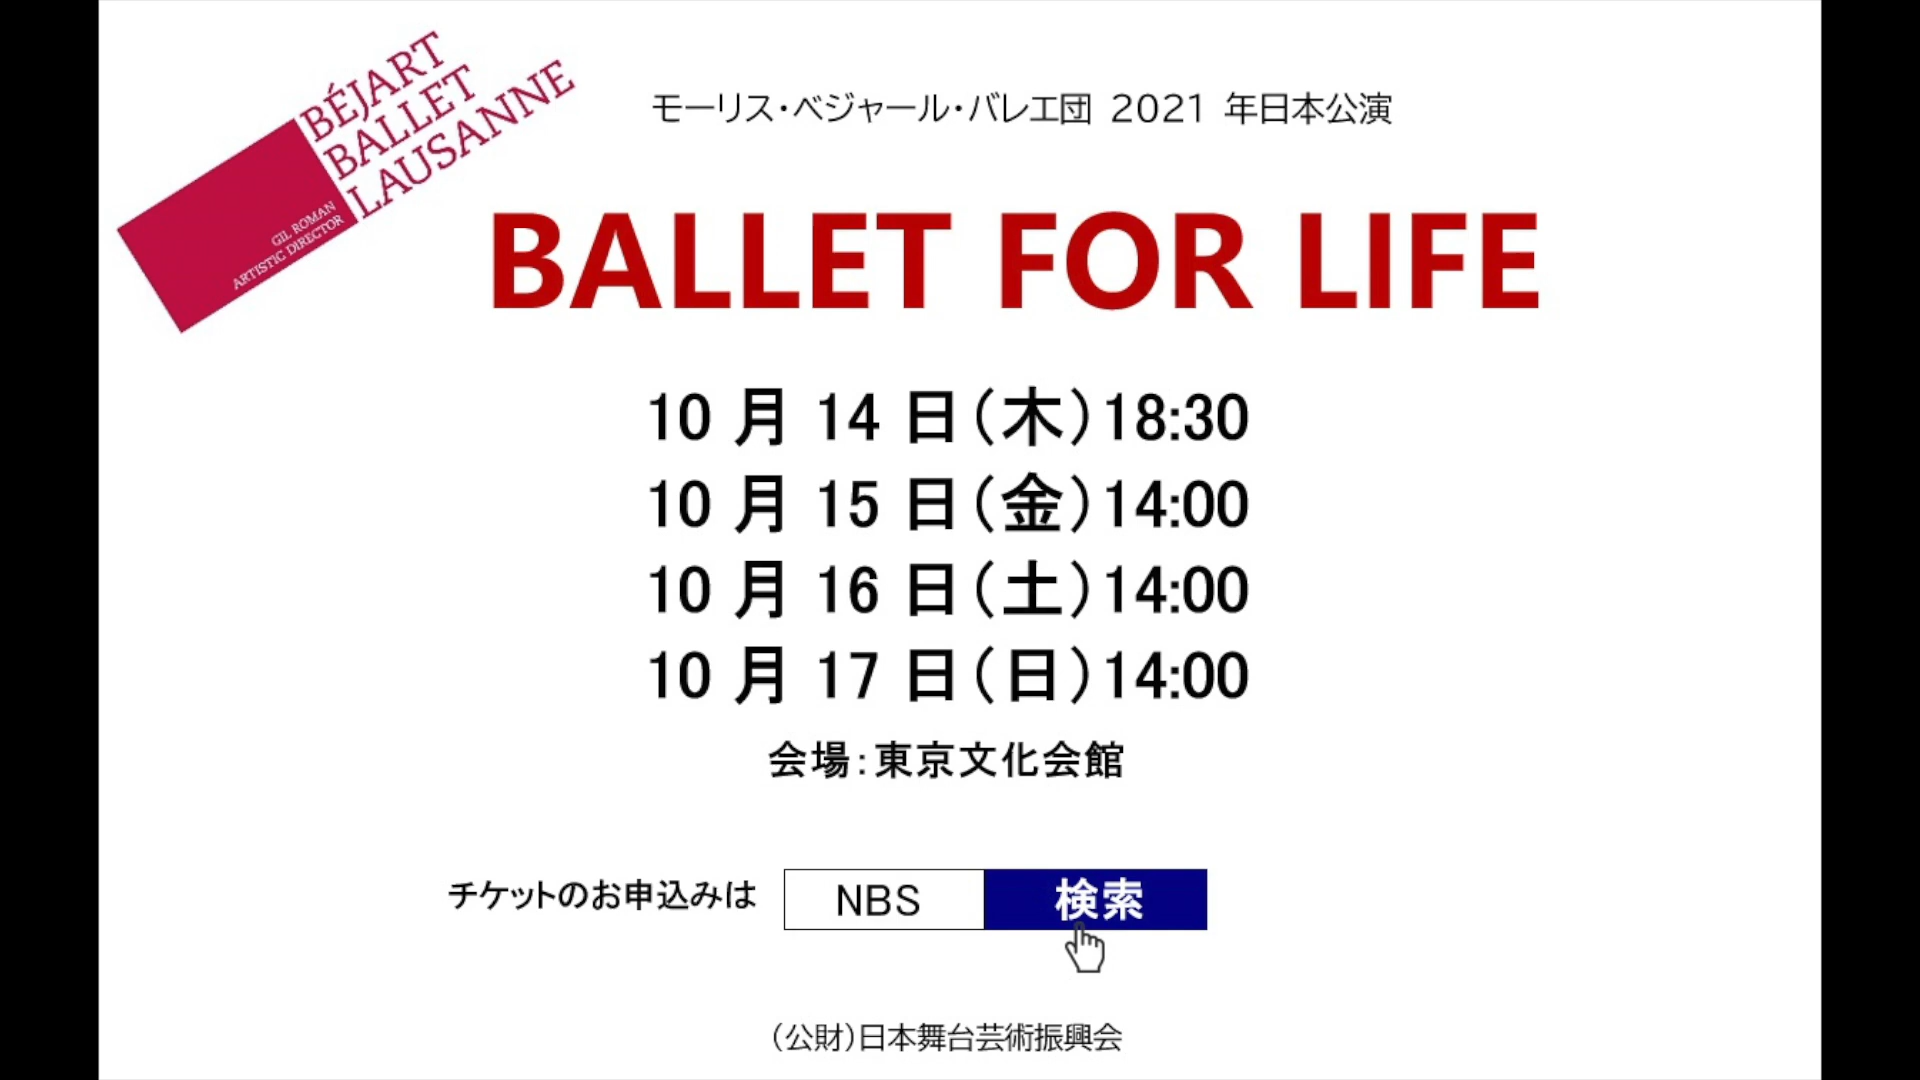 BÉJART
BALLET
LAUSANNE
GIL ROMAN
ARTISTIC DIRECTOR
モーリス・ベジャール・バレエ団 2021 年日本公演
BALLET FOR LIFE
10 月 14 日(木)18:30
10 月 15 日(金)14:00
10 月 16 日(土)14:00
10 月 17 日(日)14:00
会場:東京文化会館
チケットのお申込みは NBS 検索
(公財)日本舞台芸術振興会